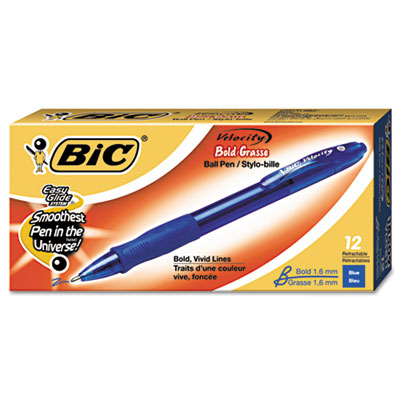 BIC
Velocity
Bold·Grasse
Ball Pen / Stylo-bille
Easy
Glide
SYSTEM
Smoothest
Pen in the
Universe!
BIC Velocity
Bold, Vivid Lines
Traits d'une couleur
vive, foncée
12
Retractable
Rétractables
B Bold 1.6 mm
Grasse 1,6 mm
Blue
Bleu